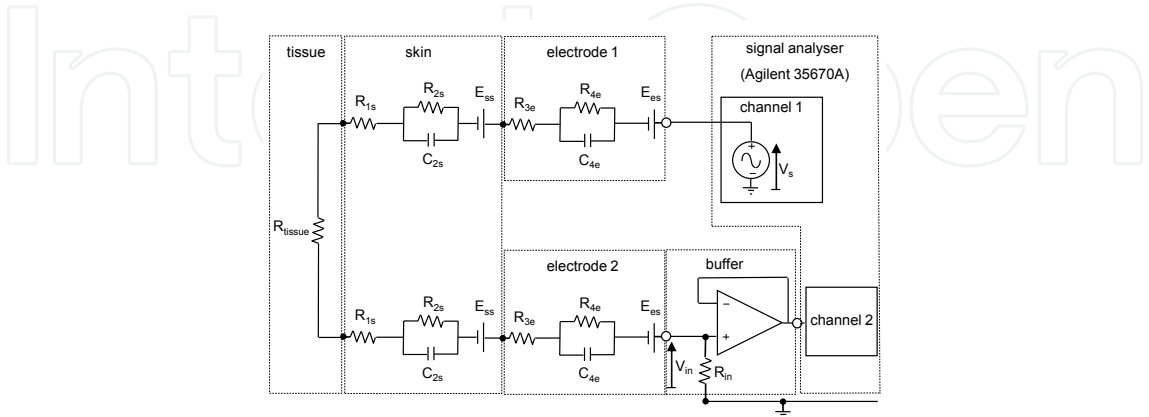 IntechOpen
tissue
skin
electrode 1
signal analyser
(Agilent 35670A)
channel 1
R1s
R2s
C2s
Ess
R3e
R4e
C4e
Ees
+
−
Vs
Rtissue
electrode 2
buffer
R1s
R2s
C2s
Ess
R3e
R4e
C4e
Ees
Vin
Rin
−
+
channel 2